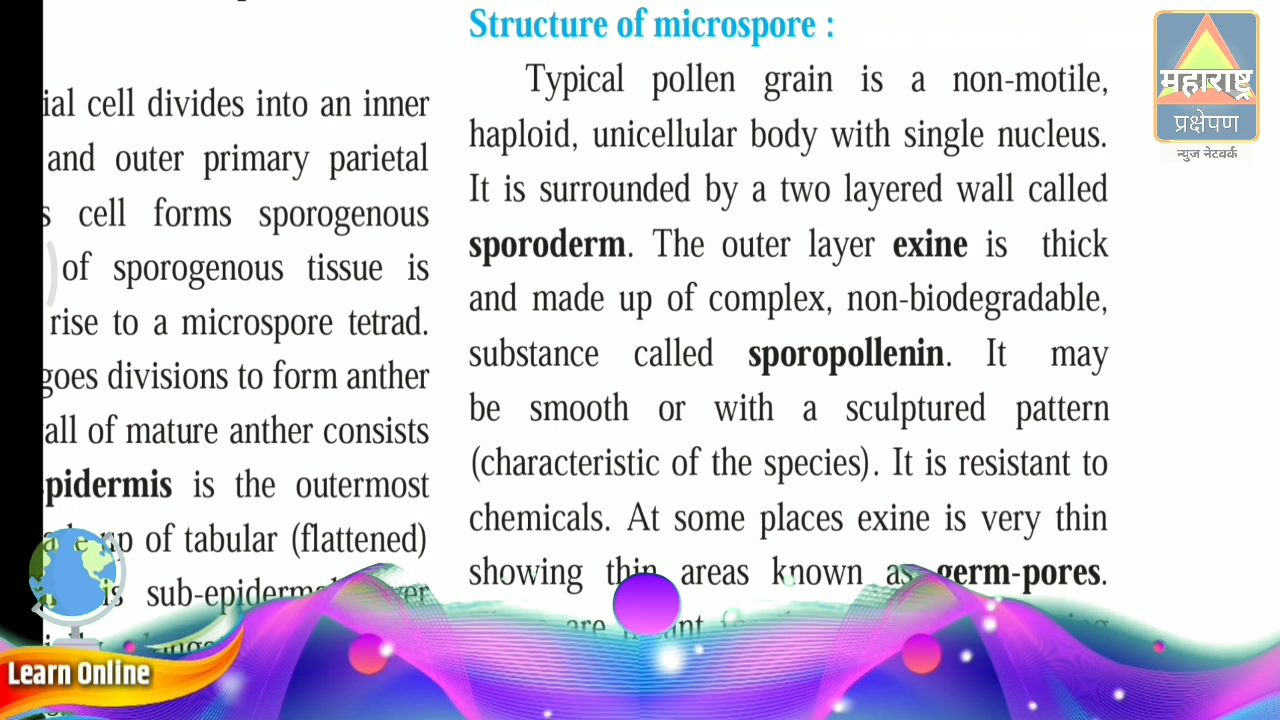 ial cell divides into an inner
and outer primary parietal
s cell forms sporogenous
of sporogenous tissue is
rise to a microspore tetrad.
goes divisions to form anther
all of mature anther consists
pidermis is the outermost
up of tabular (flattened)
is sub-epidermal
Structure of microspore :
Typical pollen grain is a non-motile,
haploid, unicellular body with single nucleus.
It is surrounded by a two layered wall called
sporoderm. The outer layer exine is thick
and made up of complex, non-biodegradable,
substance called sporopollenin. It may
be smooth or with a sculptured pattern
(characteristic of the species). It is resistant to
chemicals. At some places exine is very thin
showing thin areas known as germ-pores.
are
महाराष्ट्र
प्रक्षेपण
न्युज नेटवर्क
Learn Online